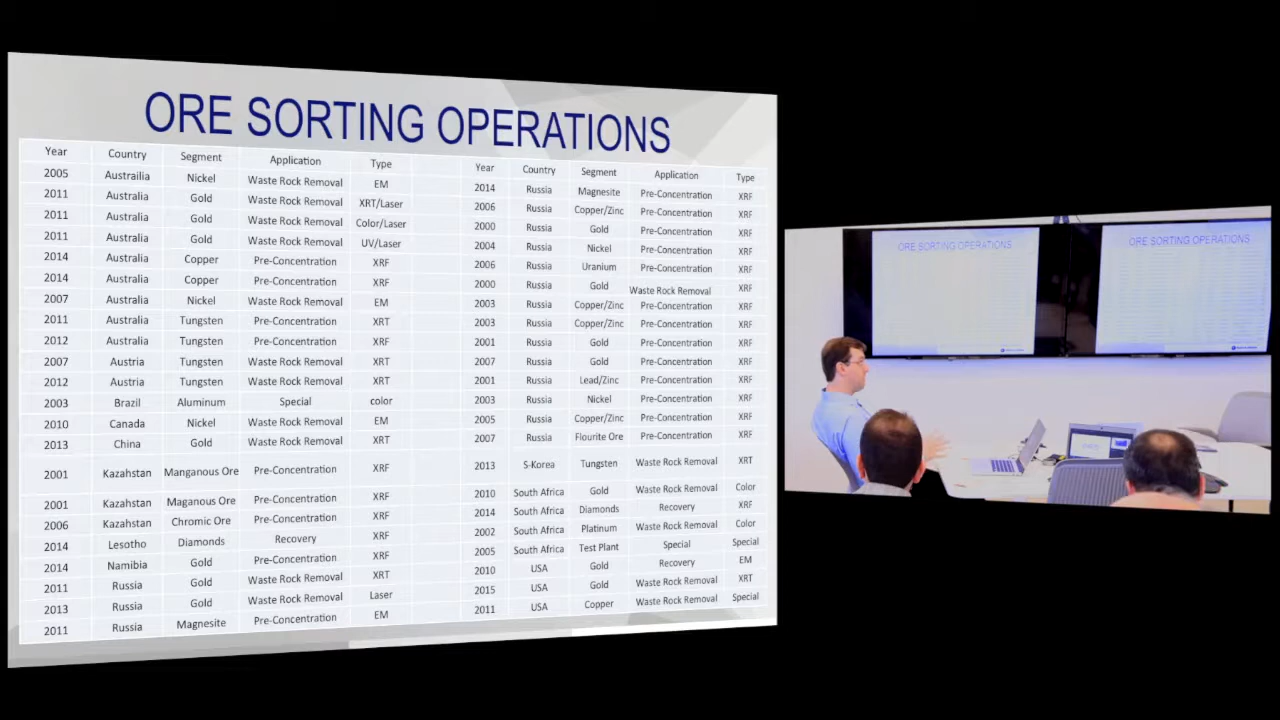 ORE SORTING OPERATIONS
Year Country Segment Application Type Year Country Segment Application Type
2005 Austrailia Nickel Waste Rock Removal EM 2014 Russia Magnesite Pre-Concentration XRF
2011 Australia Gold Waste Rock Removal XRT/Laser 2006 Russia Copper/Zinc Pre-Concentration XRF
2011 Australia Gold Waste Rock Removal Color/Laser 2000 Russia Gold Pre-Concentration XRF
2011 Australia Gold Waste Rock Removal UV/Laser 2004 Russia Nickel Pre-Concentration XRF
2014 Australia Copper Pre-Concentration XRF 2006 Russia Uranium Pre-Concentration XRF
2014 Australia Copper Pre-Concentration XRF 2000 Russia Gold Waste Rock Removal XRF
2007 Australia Nickel Waste Rock Removal EM 2003 Russia Copper/Zinc Pre-Concentration XRF
2011 Australia Tungsten Pre-Concentration XRT 2003 Russia Copper/Zinc Pre-Concentration XRF
2012 Australia Tungsten Pre-Concentration XRF 2001 Russia Gold Pre-Concentration XRF
2007 Austria Tungsten Waste Rock Removal XRT 2007 Russia Gold Pre-Concentration XRF
2012 Austria Tungsten Waste Rock Removal XRT 2001 Russia Lead/Zinc Pre-Concentration XRF
2003 Brazil Aluminum Special color 2003 Russia Nickel Pre-Concentration XRF
2010 Canada Nickel Waste Rock Removal EM 2005 Russia Copper/Zinc Pre-Concentration XRF
2013 China Gold Waste Rock Removal XRT 2007 Russia Flourite Ore Pre-Concentration XRF
2001 Kazahstan Manganous Ore Pre-Concentration XRF 2013 S-Korea Tungsten Waste Rock Removal XRT
2001 Kazahstan Maganous Ore Pre-Concentration XRF 2010 South Africa Gold Waste Rock Removal Color
2006 Kazahstan Chromic Ore Pre-Concentration XRF 2014 South Africa Diamonds Recovery XRF
2014 Lesotho Diamonds Recovery XRF 2002 South Africa Platinum Waste Rock Removal Color
2014 Namibia Gold Pre-Concentration XRF 2005 South Africa Test Plant Special Special
2011 Russia Gold Waste Rock Removal XRT 2010 USA Gold Recovery EM
2013 Russia Gold Waste Rock Removal Laser 2015 USA Gold Waste Rock Removal XRT
2011 Russia Magnesite Pre-Concentration EM 2011 USA Copper Waste Rock Removal Special
ORE SORTING OPERATIONS
ORE SORTING OPERATIONS